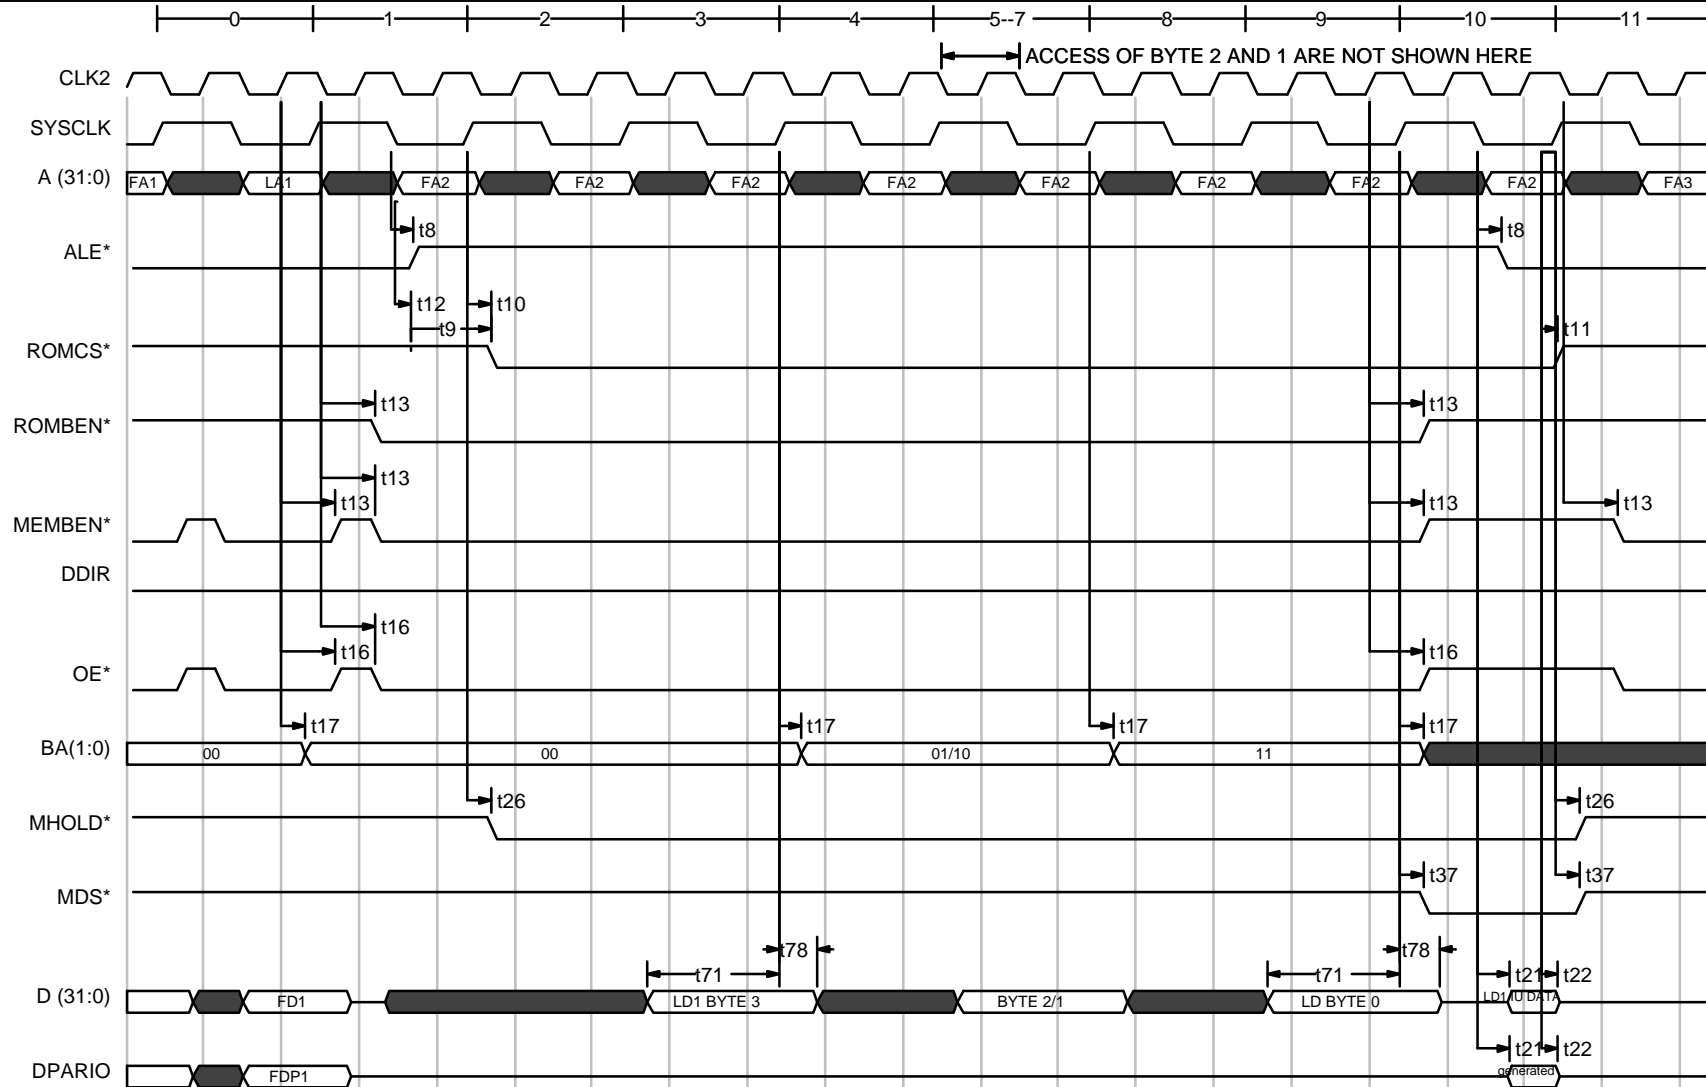 0 1 2 3 4 5--7 8 9 10 11
ACCESS OF BYTE 2 AND 1 ARE NOT SHOWN HERE
CLK2
SYSCLK
A (31:0) FA1 LA1 FA2 FA2 FA2 FA2 FA2 FA2 FA2 FA2 FA3
t8 t8
ALE*
t12 t10
t9 t11
ROMCS*
t13 t13
ROMBEN*
t13
t13 t13 t13
MEMBEN*
DDIR
t16
t16 t16
OE*
t17 t17 t17 t17
BA(1:0) 00 00 01/10 11
t26 t26
MHOLD*
t37 t37
MDS*
t78 t78
t71 t71 t21 t22
D (31:0) FD1 LD1 BYTE 3 BYTE 2/1 LD BYTE 0 LD1 IU DATA
t21 t22
DPARIO FDP1 generated